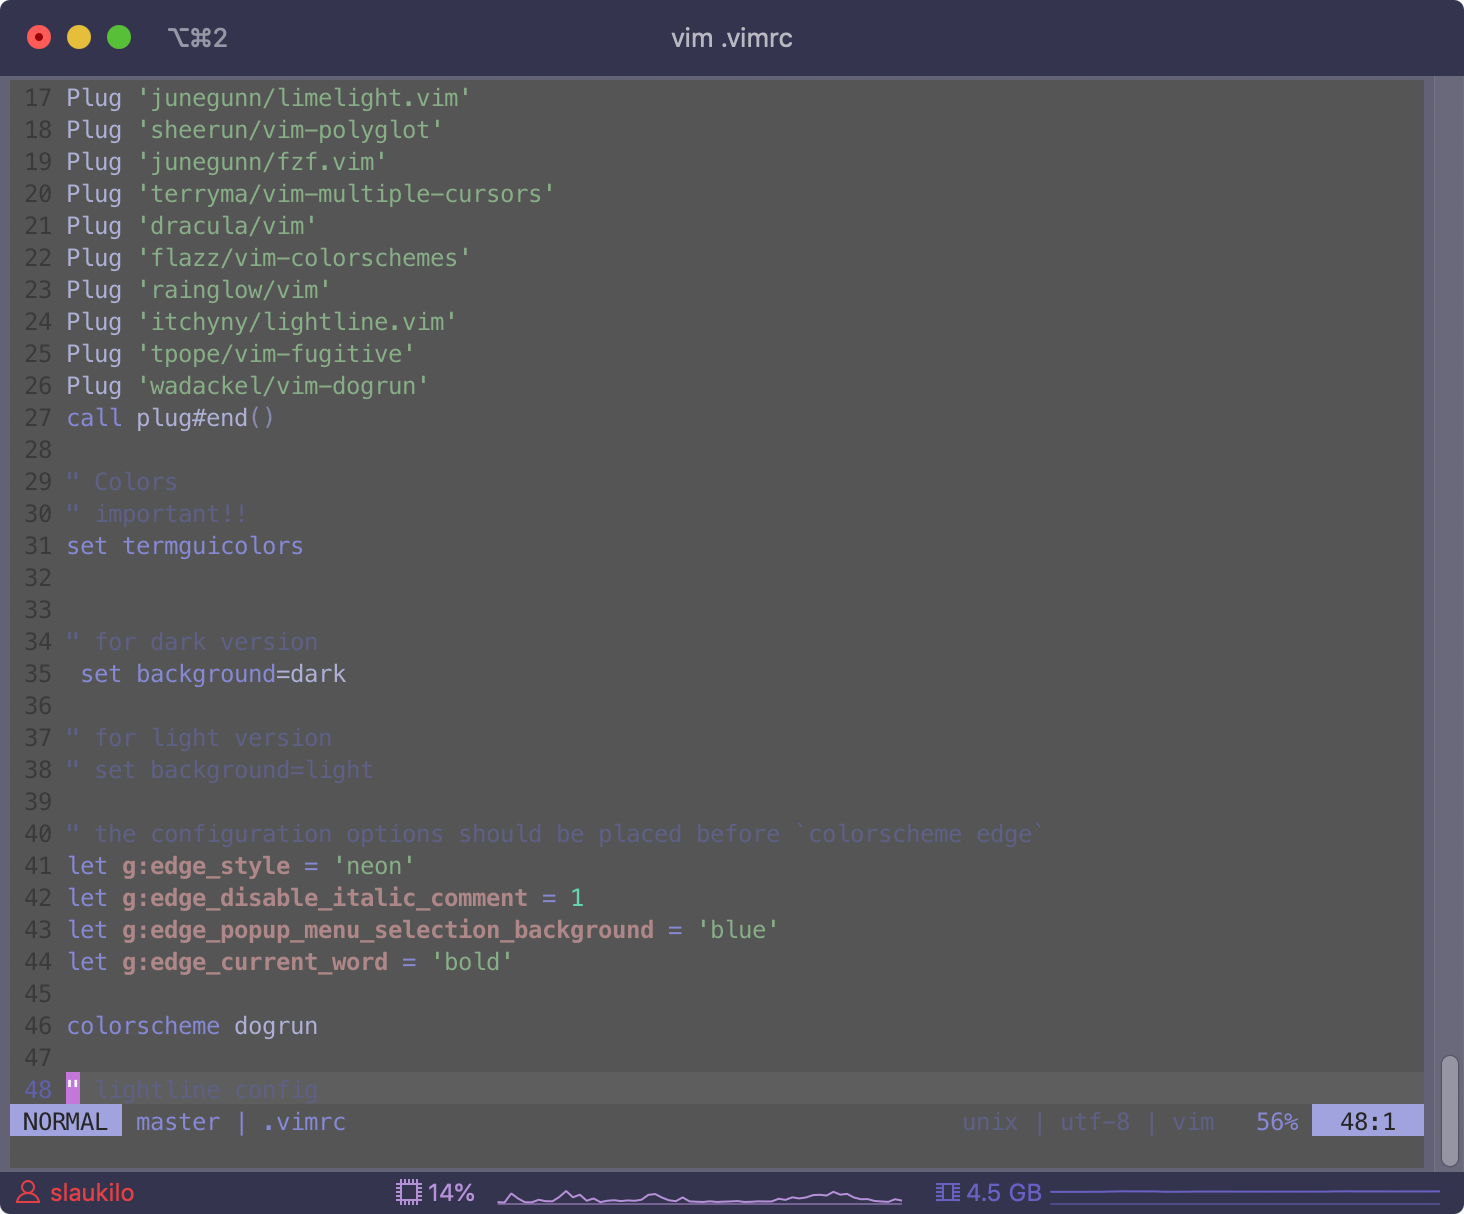 ⌥⌘2
vim .vimrc
17 Plug 'junegunn/limelight.vim'
18 Plug 'sheerun/vim-polyglot'
19 Plug 'junegunn/fzf.vim'
20 Plug 'terryma/vim-multiple-cursors'
21 Plug 'dracula/vim'
22 Plug 'flazz/vim-colorschemes'
23 Plug 'rainglow/vim'
24 Plug 'itchyny/lightline.vim'
25 Plug 'tpope/vim-fugitive'
26 Plug 'wadackel/vim-dogrun'
27 call plug#end()
28
29 " Colors
30 " important!!
31 set termguicolors
32
33
34 " for dark version
35  set background=dark
36
37 " for light version
38 " set background=light
39
40 " the configuration options should be placed before `colorscheme edge`
41 let g:edge_style = 'neon'
42 let g:edge_disable_italic_comment = 1
43 let g:edge_popup_menu_selection_background = 'blue'
44 let g:edge_current_word = 'bold'
45
46 colorscheme dogrun
47
48 " lightline config
NORMAL master | .vimrc unix | utf-8 | vim 56% 48:1
slaukilo 14% 4.5 GB